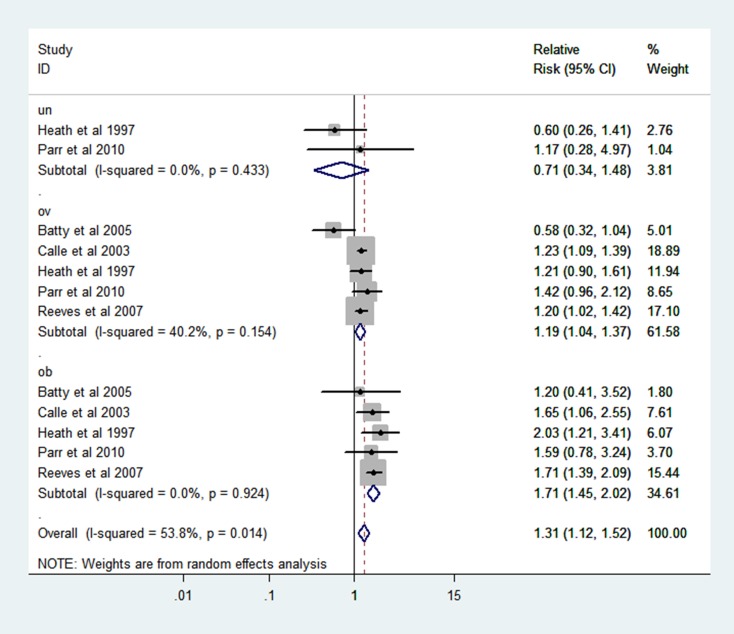 Study Relative %
ID Risk (95% CI) Weight
un
Heath et al 1997 0.60 (0.26, 1.41) 2.76
Parr et al 2010 1.17 (0.28, 4.97) 1.04
Subtotal (I-squared = 0.0%, p = 0.433) 0.71 (0.34, 1.48) 3.81
.
ov
Batty et al 2005 0.58 (0.32, 1.04) 5.01
Calle et al 2003 1.23 (1.09, 1.39) 18.89
Heath et al 1997 1.21 (0.90, 1.61) 11.94
Parr et al 2010 1.42 (0.96, 2.12) 8.65
Reeves et al 2007 1.20 (1.02, 1.42) 17.10
Subtotal (I-squared = 40.2%, p = 0.154) 1.19 (1.04, 1.37) 61.58
.
ob
Batty et al 2005 1.20 (0.41, 3.52) 1.80
Calle et al 2003 1.65 (1.06, 2.55) 7.61
Heath et al 1997 2.03 (1.21, 3.41) 6.07
Parr et al 2010 1.59 (0.78, 3.24) 3.70
Reeves et al 2007 1.71 (1.39, 2.09) 15.44
Subtotal (I-squared = 0.0%, p = 0.924) 1.71 (1.45, 2.02) 34.61
.
Overall (I-squared = 53.8%, p = 0.014) 1.31 (1.12, 1.52) 100.00
NOTE: Weights are from random effects analysis
.01 .1 1 15